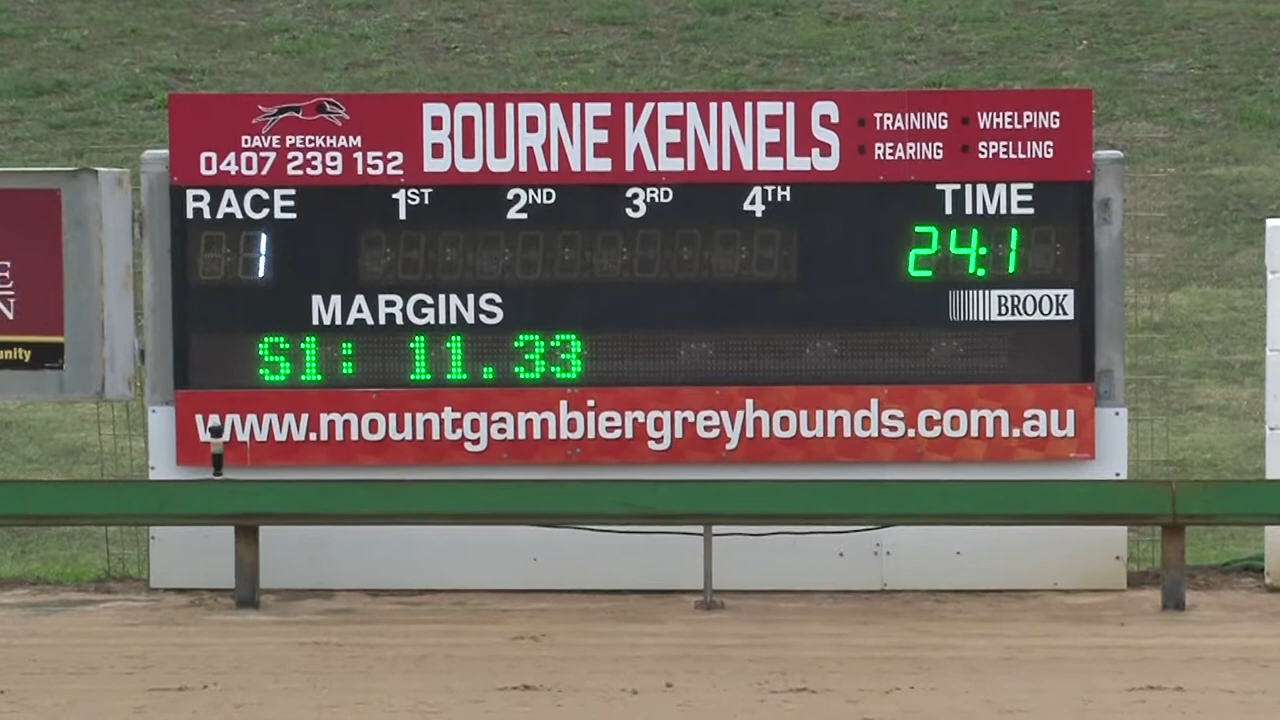 DAVE PECKHAM
0407 239 152
BOURNE KENNELS
TRAINING
WHELPING
REARING
SPELLING
RACE 1ST 2ND 3RD 4TH TIME
1 24:1
MARGINS
BROOK
S1: 11.33
www.mountgambiergreyhounds.com.au